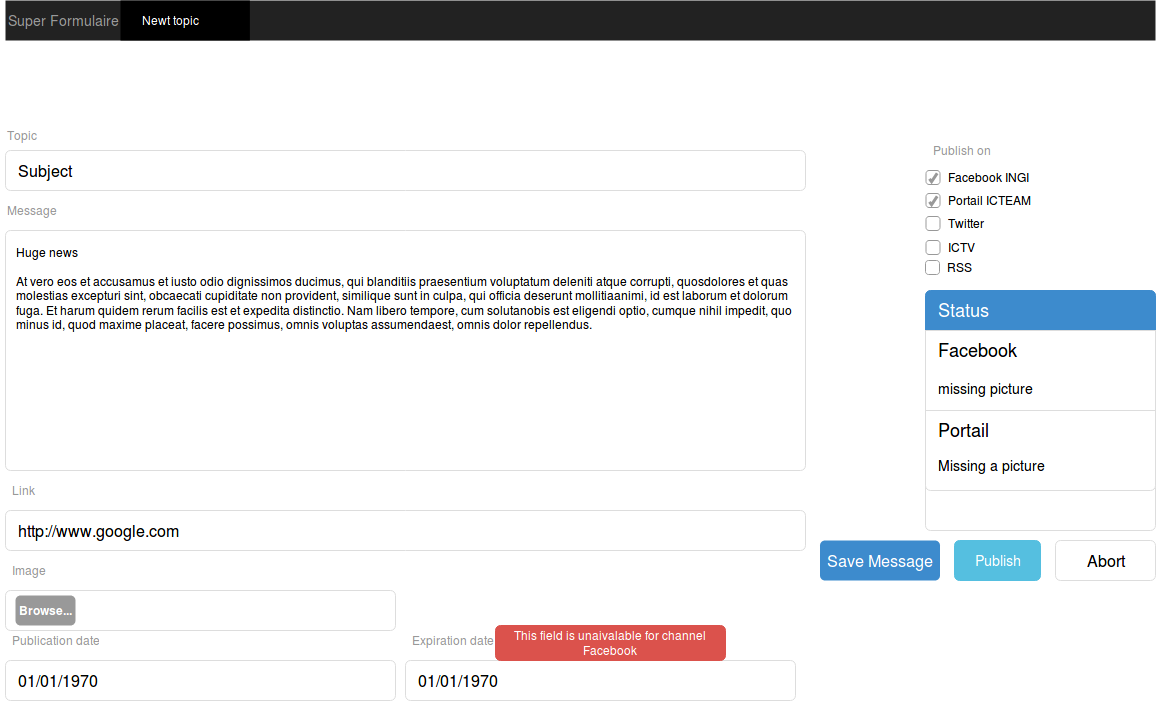 Super Formulaire
Newt topic
Topic
Subject
Message
Huge news
At vero eos et accusamus et iusto odio dignissimos ducimus, qui blanditiis praesentium voluptatum deleniti atque corrupti, quosdolores et quas
molestias excepturi sint, obcaecati cupiditate non provident, similique sunt in culpa, qui officia deserunt mollitiaanimi, id est laborum et dolorum
fuga. Et harum quidem rerum facilis est et expedita distinctio. Nam libero tempore, cum solutanobis est eligendi optio, cumque nihil impedit, quo
minus id, quod maxime placeat, facere possimus, omnis voluptas assumendaest, omnis dolor repellendus.
Link
http://www.google.com
Image
Browse...
Publication date
01/01/1970
Expiration date
This field is unaivalable for channel
Facebook
01/01/1970
Publish on
Facebook INGI
Portail ICTEAM
Twitter
ICTV
RSS
Status
Facebook
missing picture
Portail
Missing a picture
Save Message
Publish
Abort